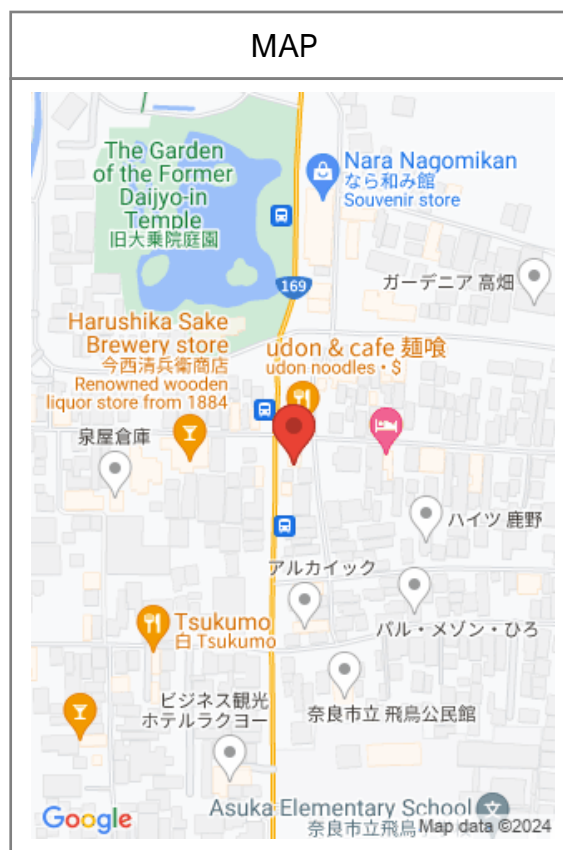 MAP
The Garden
of the Former
Daijyo-in
Temple
旧大乗院庭園
Nara Nagomikan
なら和み館
Souvenir store
169
ガーデニア 高畑
Harushika Sake
Brewery store
今西清兵衛商店
Renowned wooden
liquor store from 1884
udon & cafe 麺喰
udon noodles • $
泉屋倉庫
ハイツ 鹿野
アルカイック
パル・メゾン・ひろ
Tsukumo
白 Tsukumo
ビジネス観光
ホテルラクヨー
奈良市立 飛鳥公民館
Asuka Elementary School
奈良市立飛鳥
Google
Map data ©2024